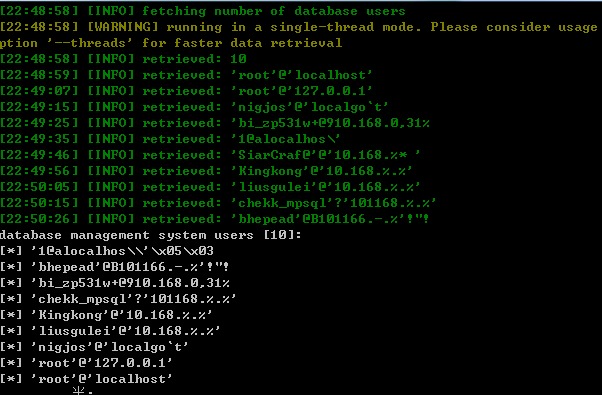 [22:48:58] [INFO] fetching number of database users
[22:48:58] [WARNING] running in a single-thread mode. Please consider usage
ption '--threads' for faster data retrieval
[22:48:58] [INFO] retrieved: 10
[22:48:59] [INFO] retrieved: 'root'@'localhost'
[22:49:07] [INFO] retrieved: 'root'@'127.0.0.1'
[22:49:15] [INFO] retrieved: 'nigjos'@'localgo`t'
[22:49:25] [INFO] retrieved: 'bi_zp531w+@910.168.0,31%
[22:49:35] [INFO] retrieved: '1@alocalhos\'
[22:49:46] [INFO] retrieved: 'SiarCraf@'@'10.168.%* '
[22:49:56] [INFO] retrieved: 'Kingkong'@'10.168.%.%'
[22:50:05] [INFO] retrieved: 'liusgulei'@'10.168.%.%'
[22:50:15] [INFO] retrieved: 'chekk_mpsql'?'101168.%.%'
[22:50:26] [INFO] retrieved: 'bhepead'@B101166.-.%'!"!
database management system users [10]:
[*] '1@alocalhos\\'\x05\x03
[*] 'bhepead'@B101166.-.%'!"!
[*] 'bi_zp531w+@910.168.0,31%
[*] 'chekk_mpsql'?'101168.%.%'
[*] 'Kingkong'@'10.168.%.%'
[*] 'liusgulei'@'10.168.%.%'
[*] 'nigjos'@'localgo`t'
[*] 'root'@'127.0.0.1'
[*] 'root'@'localhost'